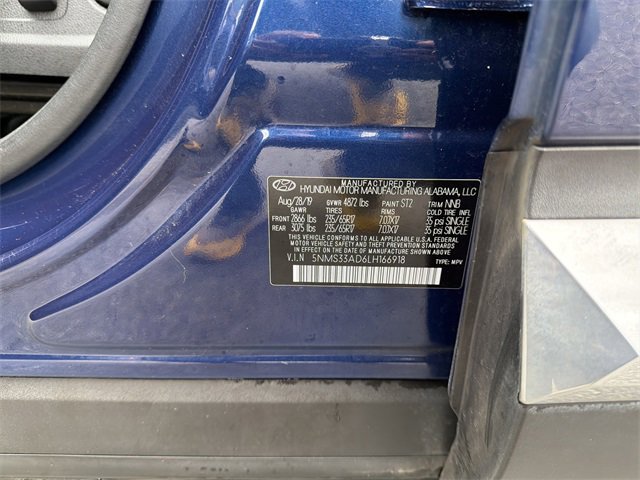 MANUFACTURED BY
HYUNDAI MOTOR MANUFACTURING ALABAMA, LLC
Aug/28/19 GVWR 4872 lbs PAINT ST2 TRIM NNB
GAWR TIRES RIMS COLD TIRE INFL
FRONT 2866 lbs 235/65R17 7.0JX17 35 psi SINGLE
REAR 3075 lbs 235/65R17 7.0JX17 35 psi SINGLE
THIS VEHICLE CONFORMS TO ALL APPLICABLE U.S.A. FEDERAL
MOTOR VEHICLE SAFETY AND THEFT PREVENTION STANDARDS
IN EFFECT ON THE DATE OF MANUFACTURE SHOWN ABOVE.
V.I.N 5NMS33AD6LH166918
TYPE: MPV